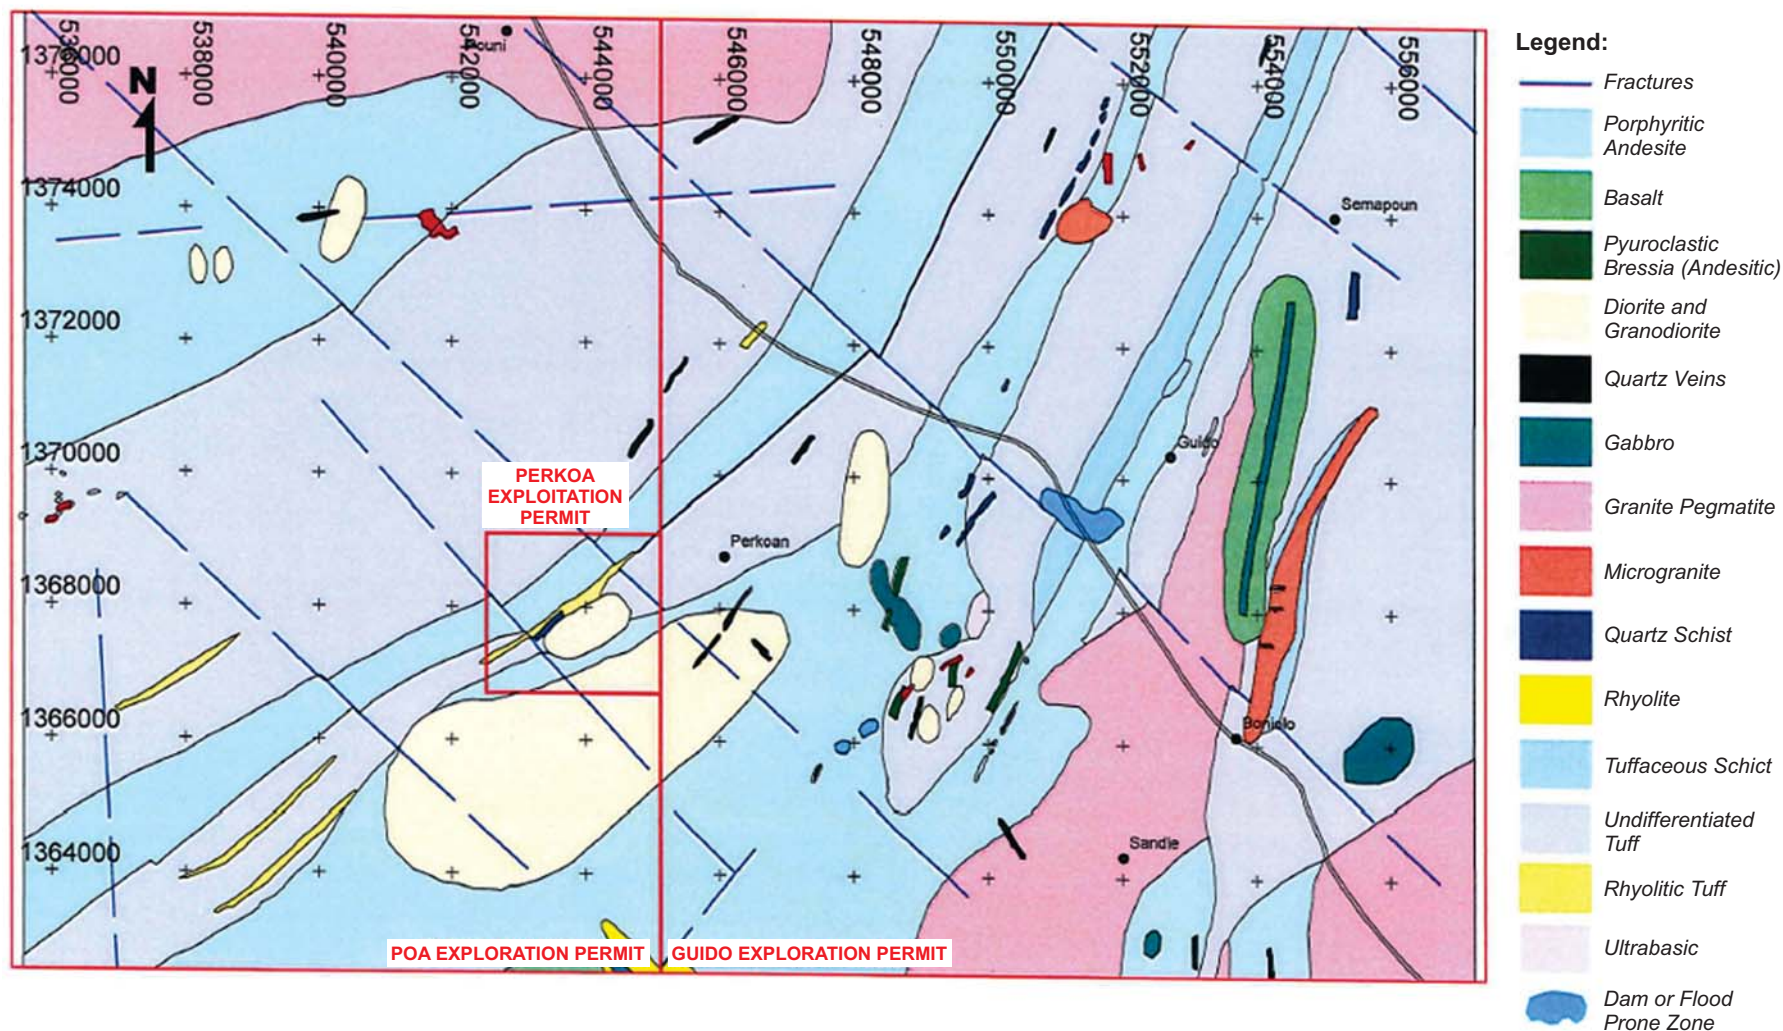 536000
538000
540000
542000
544000
546000
548000
550000
552000
554000
556000
1376000
1374000
1372000
1370000
1368000
1366000
1364000
N
Pouni
Semapoun
Guido
Perkoan
Bonjolo
Sandie
PERKOA
EXPLOITATION
PERMIT
POA EXPLORATION PERMIT
GUIDO EXPLORATION PERMIT
Legend:
Fractures
Porphyritic
Andesite
Basalt
Pyuroclastic
Bressia (Andesitic)
Diorite and
Granodiorite
Quartz Veins
Gabbro
Granite Pegmatite
Microgranite
Quartz Schist
Rhyolite
Tuffaceous Schict
Undifferentiated
Tuff
Rhyolitic Tuff
Ultrabasic
Dam or Flood
Prone Zone